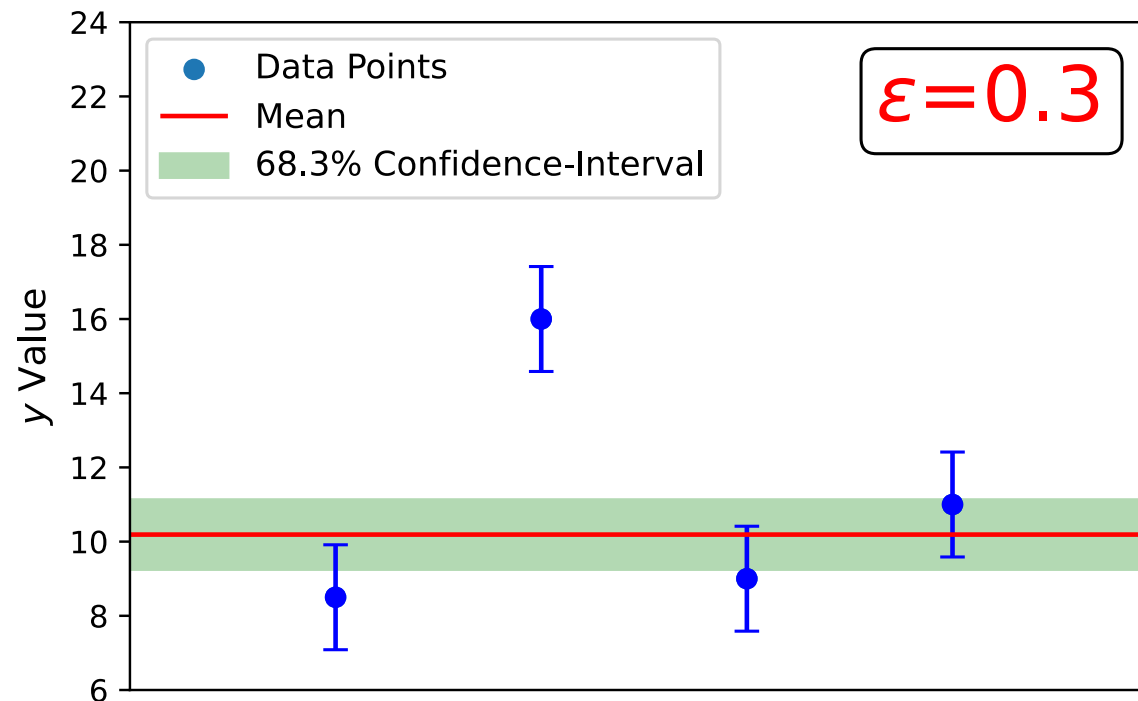 24
22
20
18
16
14
12
10
8
6
y Value
Data Points
Mean
68.3% Confidence-Interval
ε=0.3